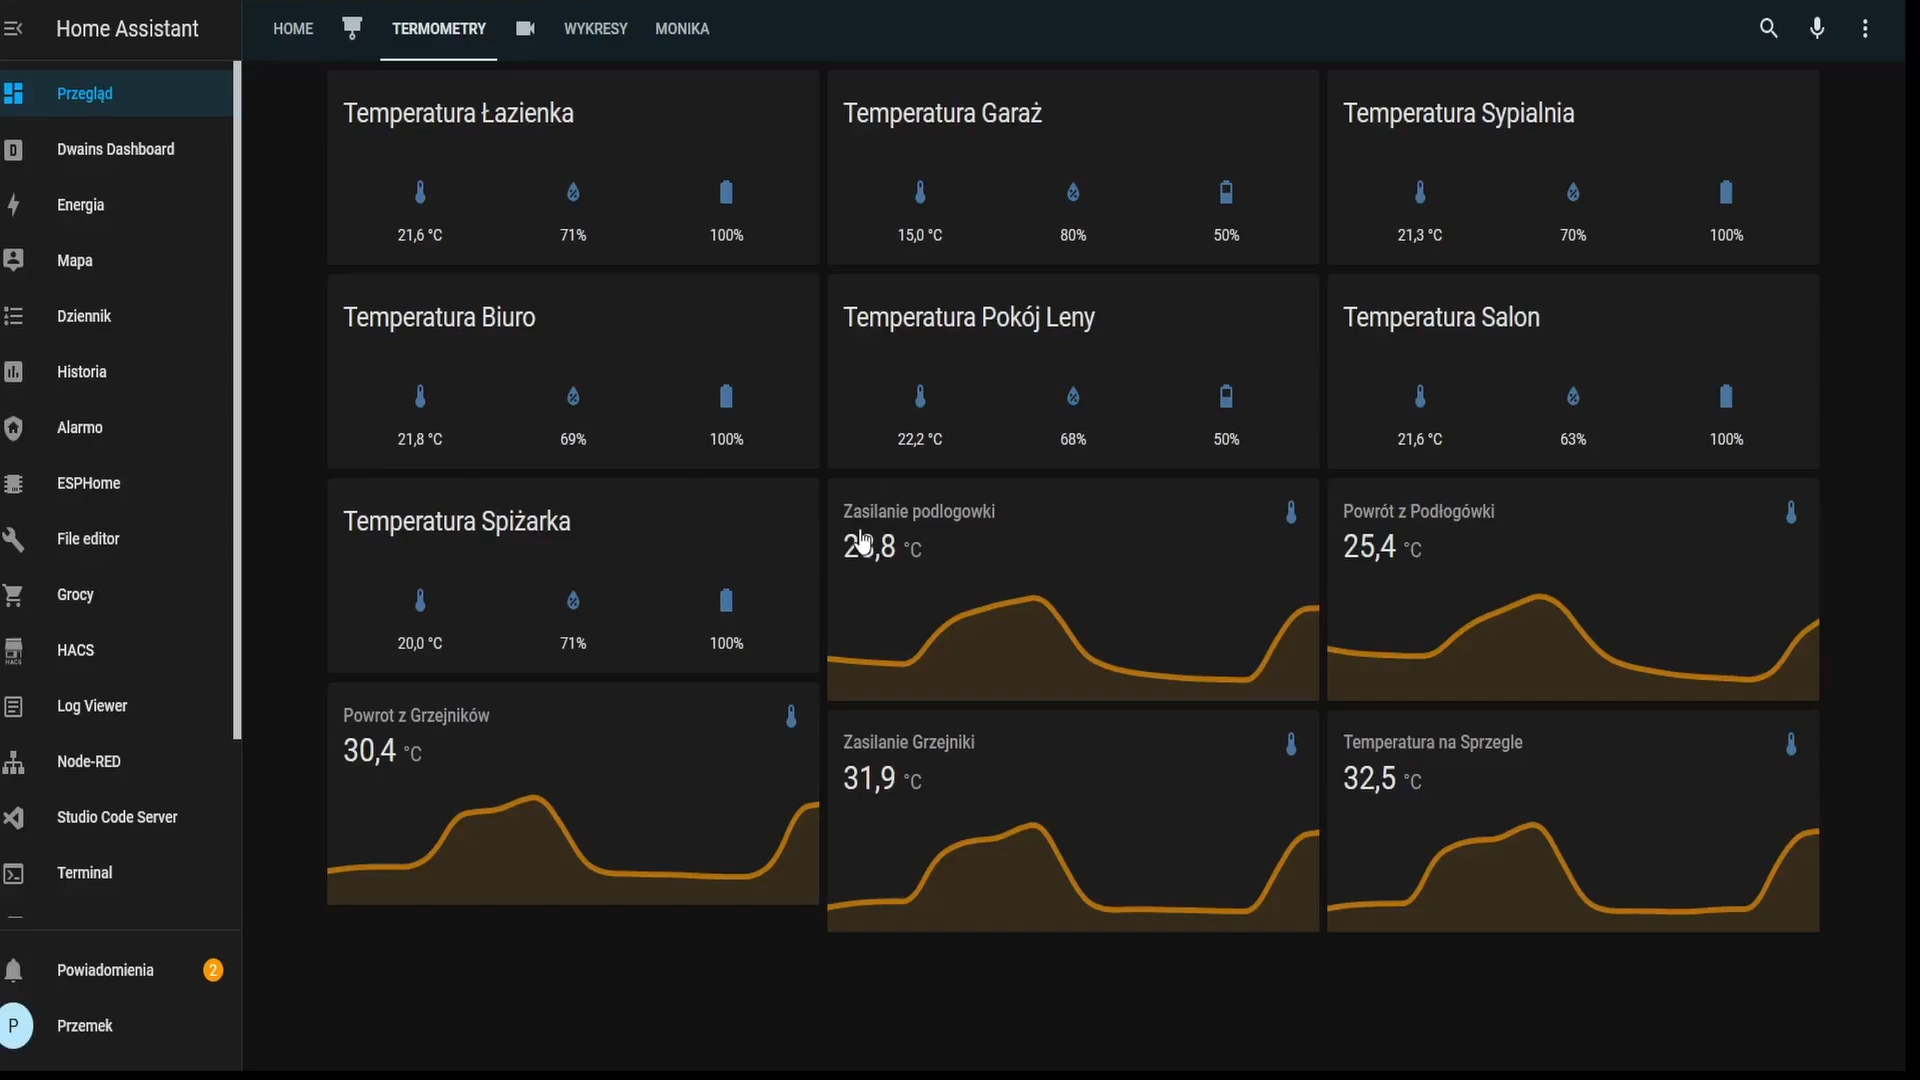 Home Assistant
HOME
TERMOMETRY
WYKRESY
MONIKA
Przegląd
Dwains Dashboard
Energia
Mapa
Dziennik
Historia
Alarmo
ESPHome
File editor
Grocy
HACS
HACS
Log Viewer
Node-RED
Studio Code Server
Terminal
Powiadomienia
2
P
Przemek
Temperatura Łazienka
21,6 °C
71%
100%
Temperatura Garaż
15,0 °C
80%
50%
Temperatura Sypialnia
21,3 °C
70%
100%
Temperatura Biuro
21,8 °C
69%
100%
Temperatura Pokój Leny
22,2 °C
68%
50%
Temperatura Salon
21,6 °C
63%
100%
Temperatura Spiżarka
20,0 °C
71%
100%
Zasilanie podlogowki
°C
Powrót z Podłogówki
25,4 °C
Powrot z Grzejników
30,4 °C
Zasilanie Grzejniki
31,9 °C
Temperatura na Sprzegle
32,5 °C